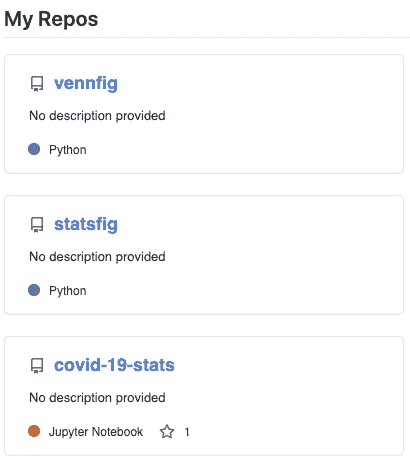 My Repos
vennfig
No description provided
Python
statsfig
No description provided
Python
covid-19-stats
No description provided
Jupyter Notebook 1